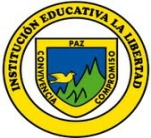 INSTITUCIÓN EDUCATIVA LA LIBERTAD
PAZ
CONVIVENCIA
COMPROMISO